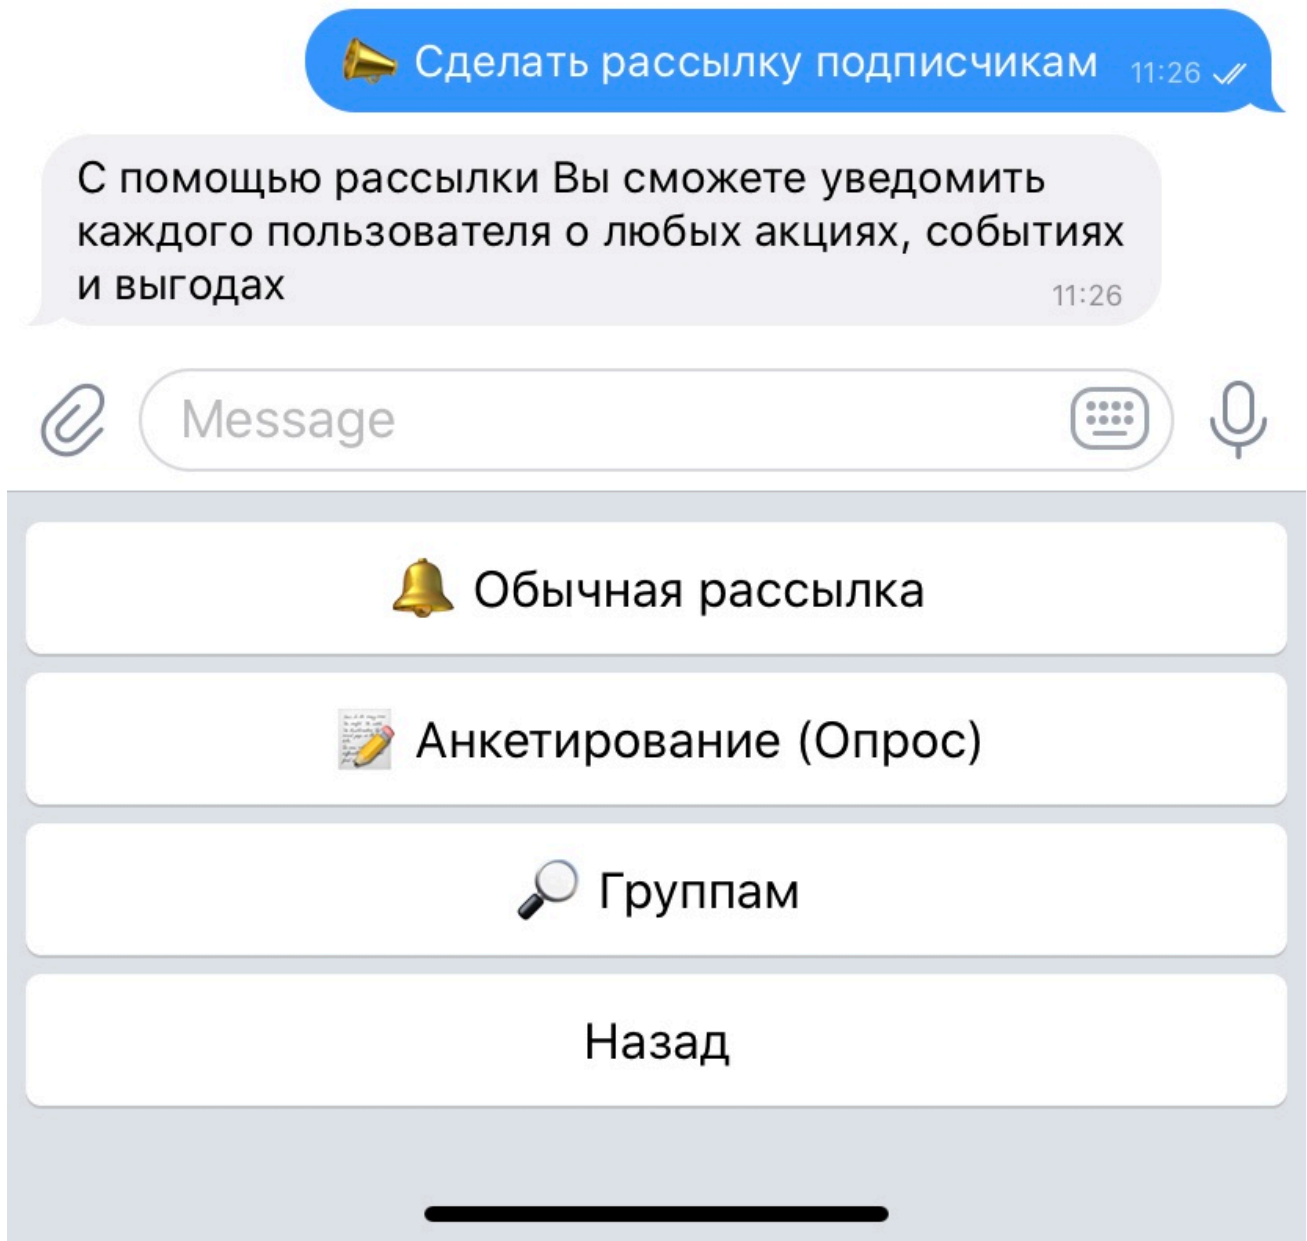 📣 Сделать рассылку подписчикам 11:26
С помощью рассылки Вы сможете уведомить
каждого пользователя о любых акциях, событиях
и выгодах 11:26
Message
🔔 Обычная рассылка
📝 Анкетирование (Опрос)
🔎 Группам
Назад